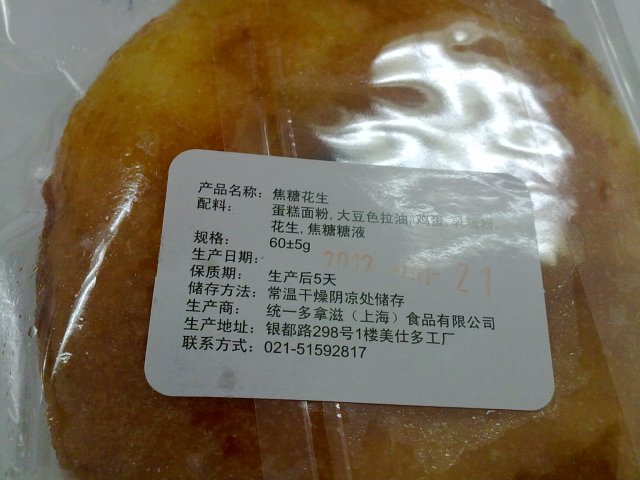 产品名称: 焦糖花生
配料: 蛋糕面粉, 大豆色拉油, 鸡蛋, 乳糖粉,
花生, 焦糖糖液
规格: 60±5g
生产日期: 2012 21
保质期: 生产后5天
储存方法: 常温干燥阴凉处储存
生产商: 统一多拿滋（上海）食品有限公司
生产地址: 银都路298号1楼美仕多工厂
联系方式: 021-51592817